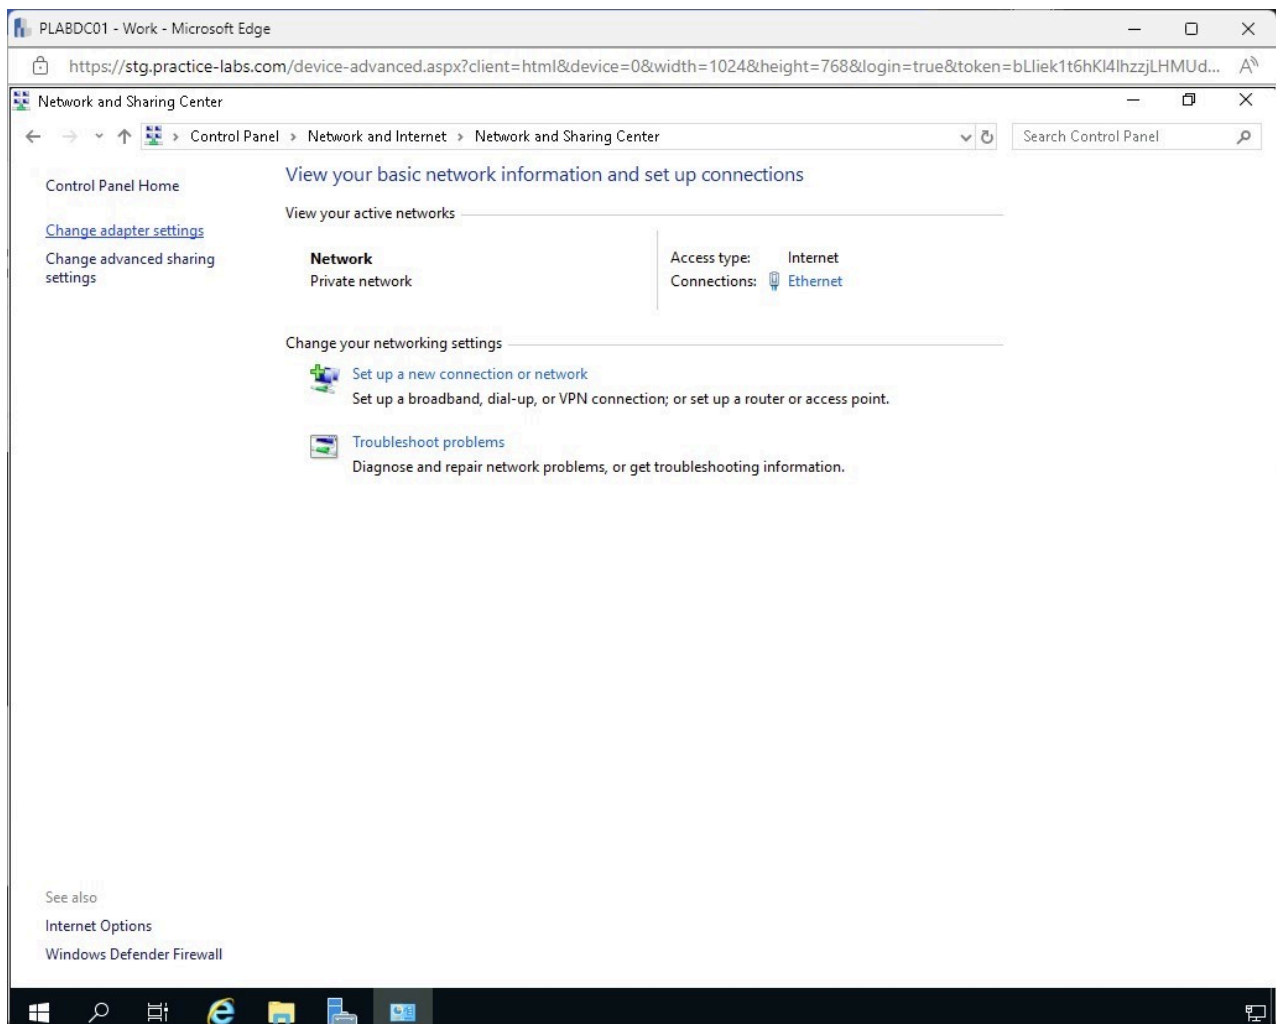 PLABDC01 - Work - Microsoft Edge
https://stg.practice-labs.com/device-advanced.aspx?client=html&device=0&width=1024&height=768&login=true&token=bLliek1t6hKl4lhzzjLHMUd...
Network and Sharing Center
Control Panel > Network and Internet > Network and Sharing Center
Search Control Panel
Control Panel Home
Change adapter settings
Change advanced sharing
settings
View your basic network information and set up connections
View your active networks
Network
Private network
Access type: Internet
Connections: Ethernet
Change your networking settings
Set up a new connection or network
Set up a broadband, dial-up, or VPN connection; or set up a router or access point.
Troubleshoot problems
Diagnose and repair network problems, or get troubleshooting information.
See also
Internet Options
Windows Defender Firewall